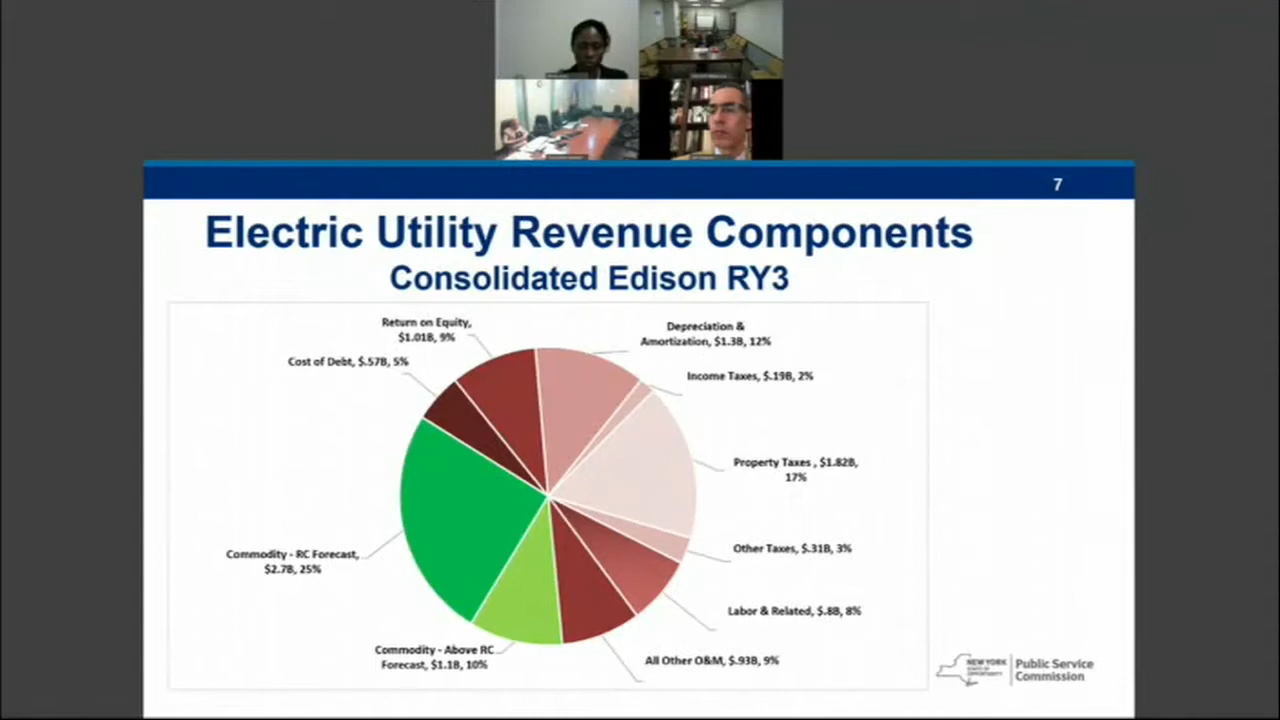 7
Electric Utility Revenue Components
Consolidated Edison RY3
Return on Equity,
$1.01B, 9%
Depreciation &
Amortization, $1.3B, 12%
Cost of Debt, $.57B, 5%
Income Taxes, $.19B, 2%
Property Taxes , $1.82B,
17%
Commodity - RC Forecast,
$2.7B, 25%
Other Taxes, $.31B, 3%
Labor & Related, $.8B, 8%
Commodity - Above RC
Forecast, $1.1B, 10%
All Other O&M, $.93B, 9%
NEW YORK
STATE OF
OPPORTUNITY
Public Service
Commission